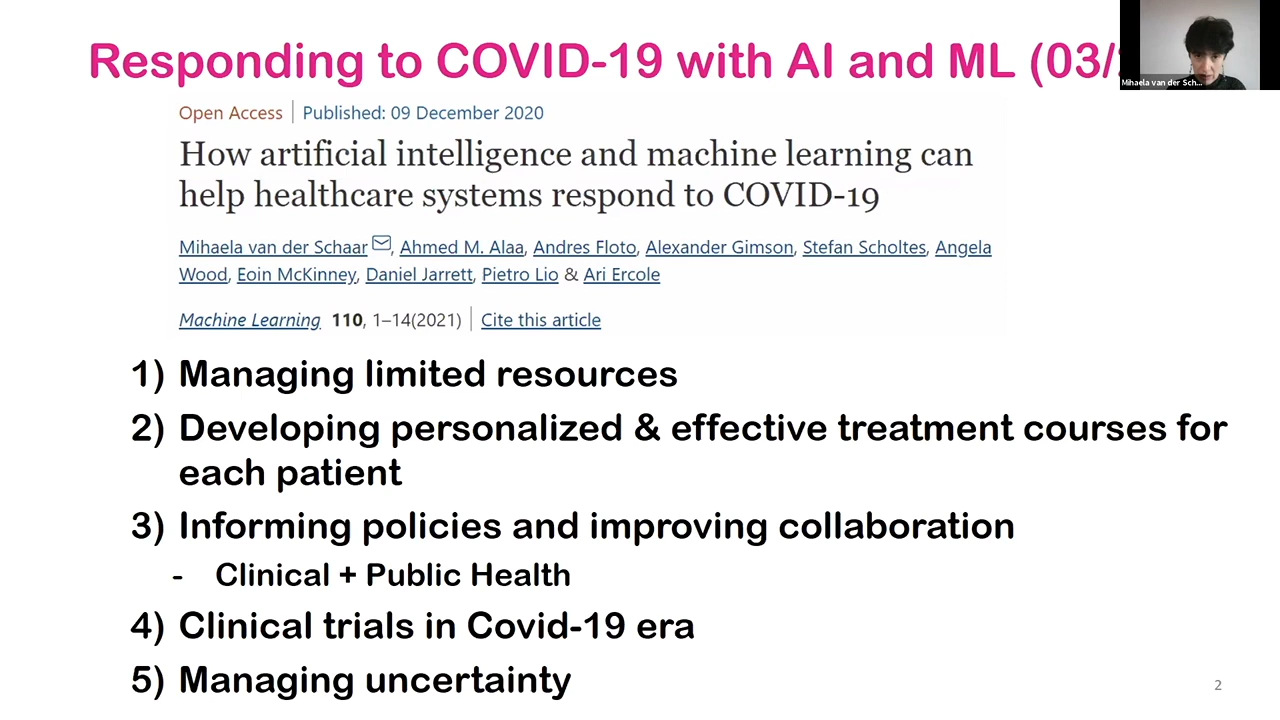 Responding to COVID-19 with AI and ML (03/
Mihaela van der Sch...
Open Access | Published: 09 December 2020
How artificial intelligence and machine learning can
help healthcare systems respond to COVID-19
Mihaela van der Schaar, Ahmed M. Alaa, Andres Floto, Alexander Gimson, Stefan Scholtes, Angela
Wood, Eoin McKinney, Daniel Jarrett, Pietro Lio & Ari Ercole
Machine Learning 110, 1–14(2021) | Cite this article
1) Managing limited resources
2) Developing personalized & effective treatment courses for
each patient
3) Informing policies and improving collaboration
- Clinical + Public Health
4) Clinical trials in Covid-19 era
5) Managing uncertainty
2